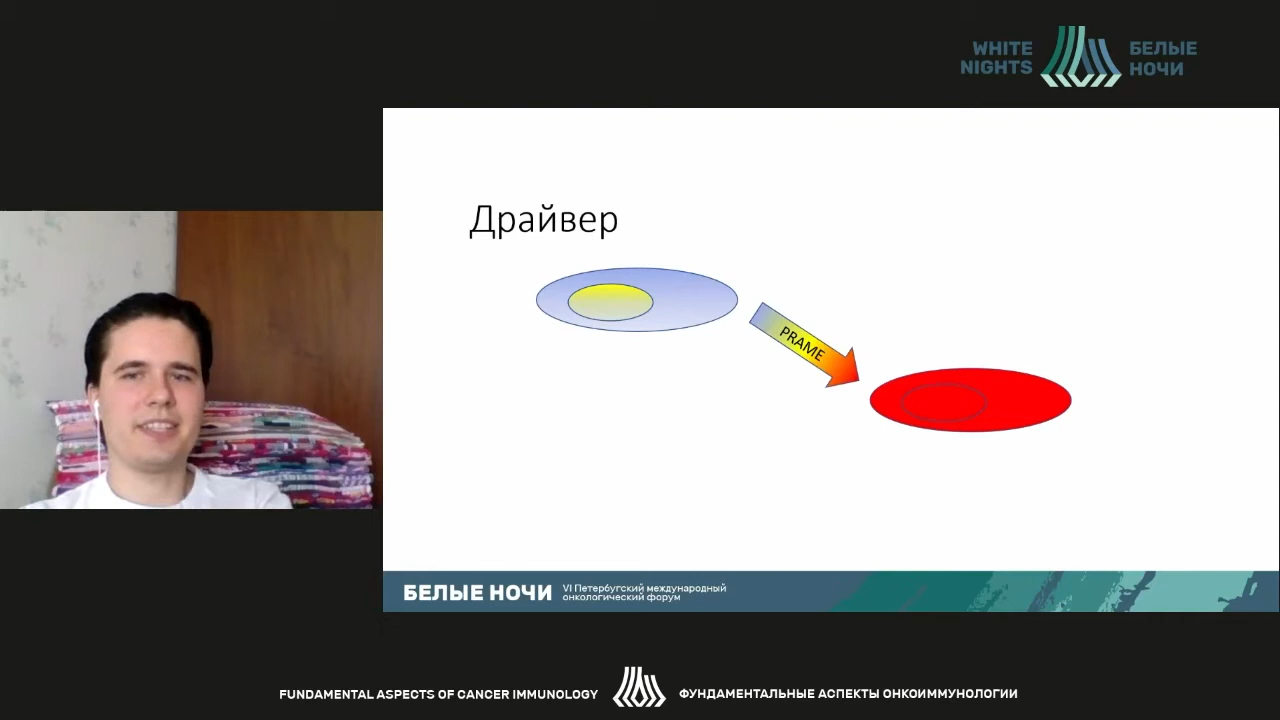 WHITE
NIGHTS
БЕЛЫЕ
НОЧИ
Драйвер
PRAME
БЕЛЫЕ НОЧИ
VI Петербугский международный
онкологический форум
FUNDAMENTAL ASPECTS OF CANCER IMMUNOLOGY
ФУНДАМЕНТАЛЬНЫЕ АСПЕКТЫ ОНКОИММУНОЛОГИИ